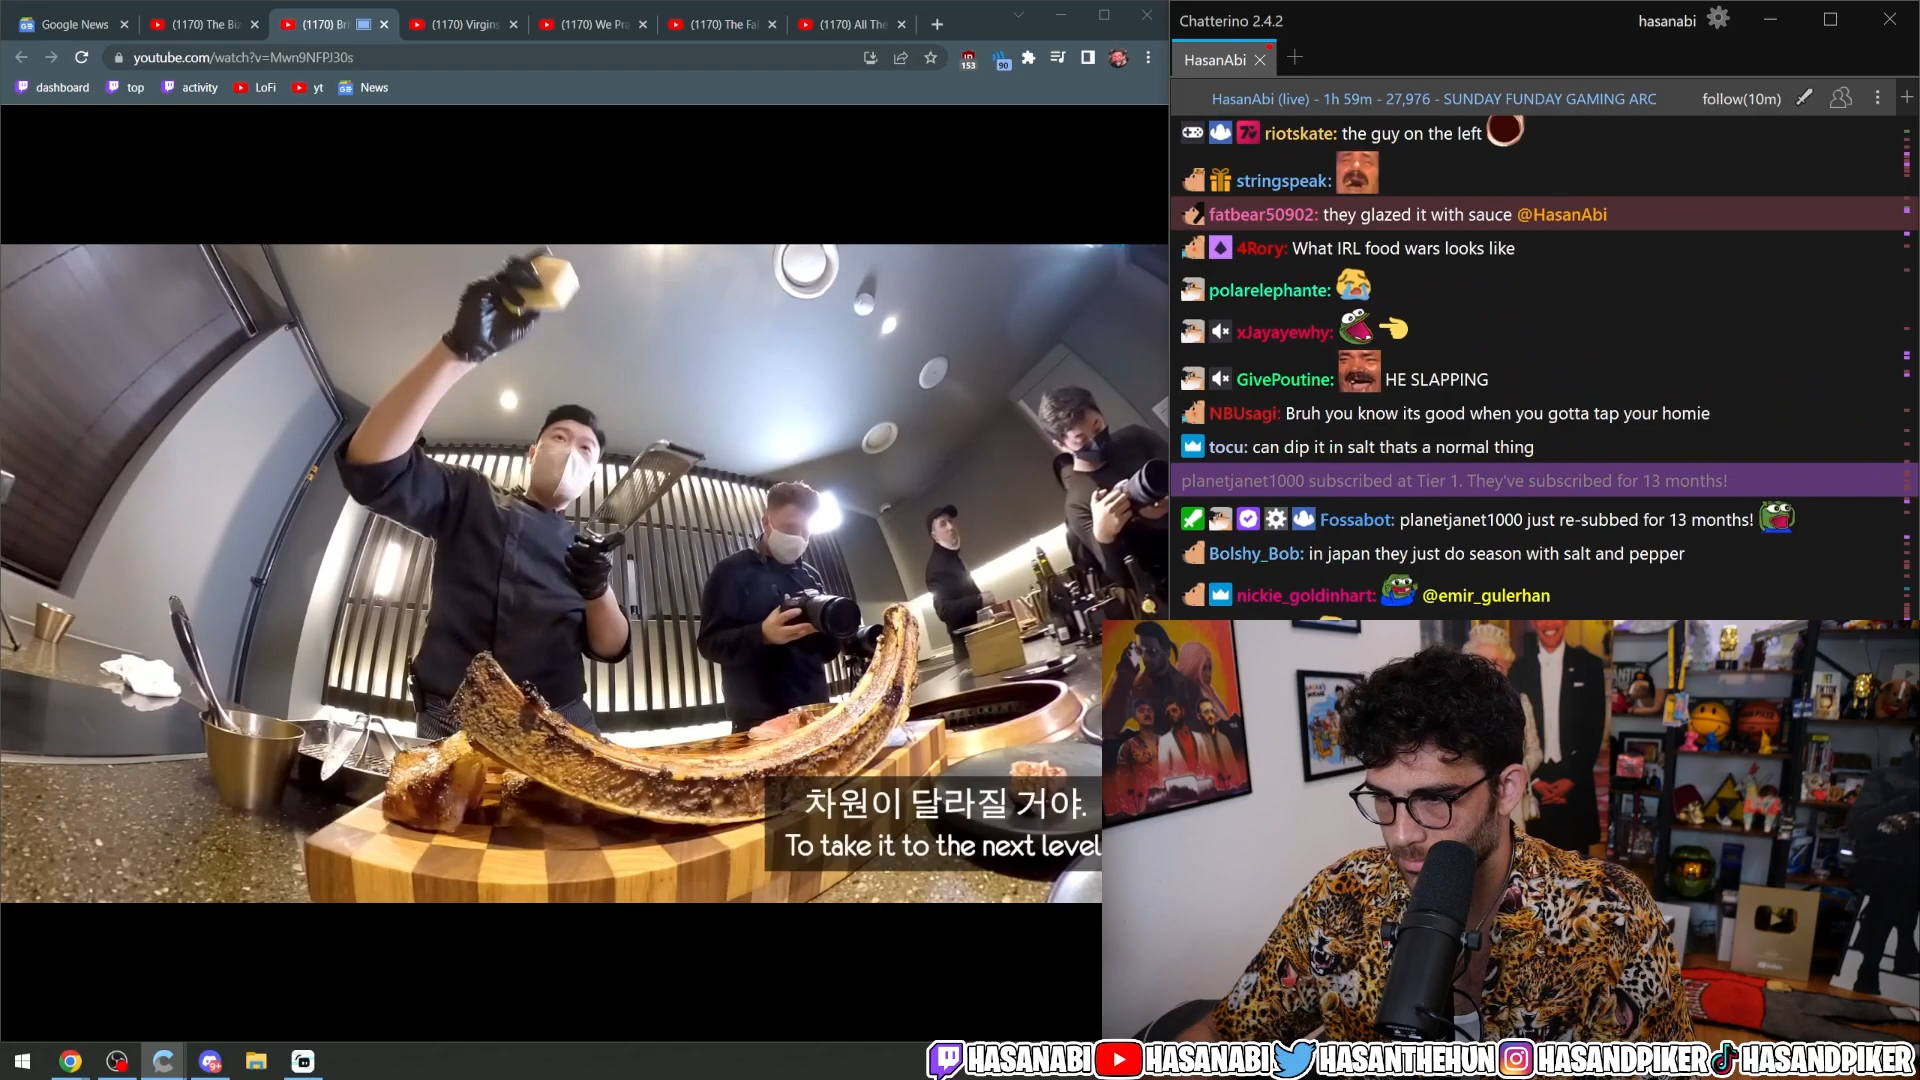 Google News
(1170) The Biz
(1170) Bri
(1170) Virgins
(1170) We Pra
(1170) The Fal
(1170) All The
youtube.com/watch?v=Mwn9NFPJ30s
153
90
dashboard
top
activity
LoFi
yt
News
차원이 달라질 거야.
To take it to the next level
Chatterino 2.4.2
hasanabi
HasanAbi
HasanAbi (live) - 1h 59m - 27,976 - SUNDAY FUNDAY GAMING ARC
follow(10m)
riotskate: the guy on the left
stringspeak:
fatbear50902: they glazed it with sauce @HasanAbi
4Rory: What IRL food wars looks like
polarelephante:
xJayayewhy:
GivePoutine: HE SLAPPING
NBUsagi: Bruh you know its good when you gotta tap your homie
tocu: can dip it in salt thats a normal thing
planetjanet1000 subscribed at Tier 1. They've subscribed for 13 months!
Fossabot: planetjanet1000 just re-subbed for 13 months!
Bolshy_Bob: in japan they just do season with salt and pepper
nickie_goldinhart: @emir_gulerhan
HASANABI HASANABI HASANTHEHUN HASANDPIKER HASANDPIKER